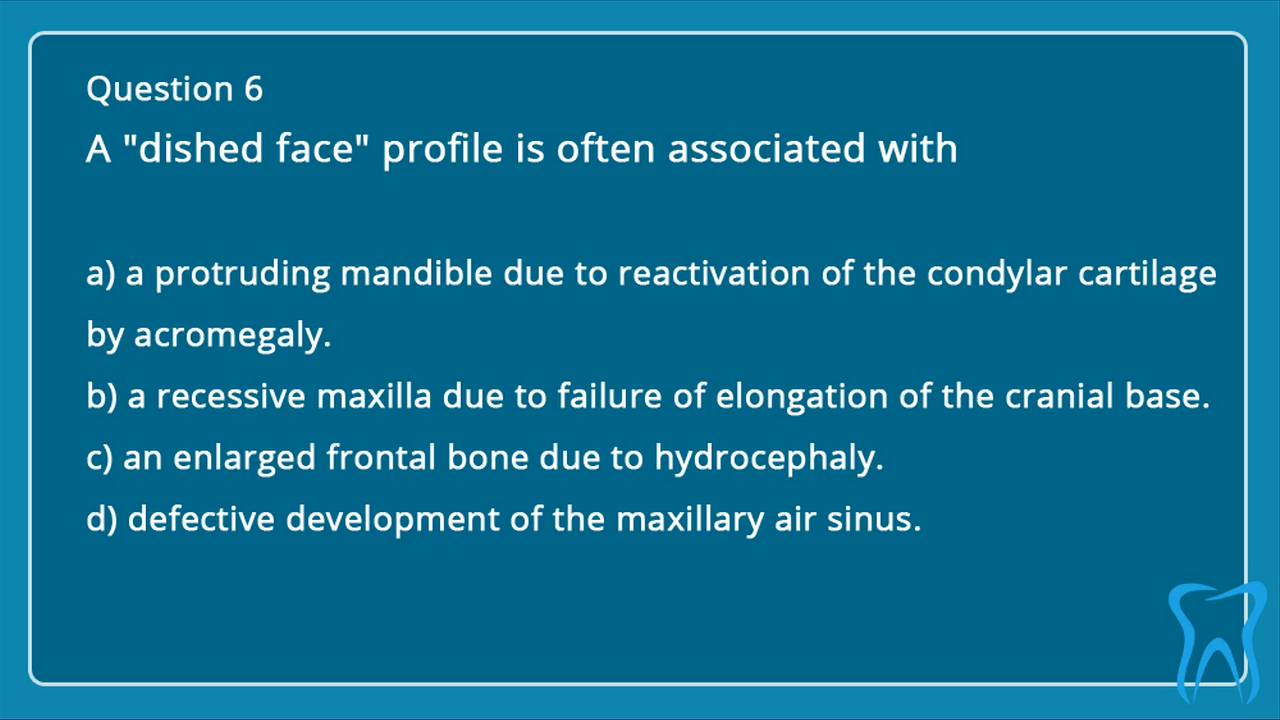 Question 6
A "dished face" profile is often associated with
a) a protruding mandible due to reactivation of the condylar cartilage
by acromegaly.
b) a recessive maxilla due to failure of elongation of the cranial base.
c) an enlarged frontal bone due to hydrocephaly.
d) defective development of the maxillary air sinus.